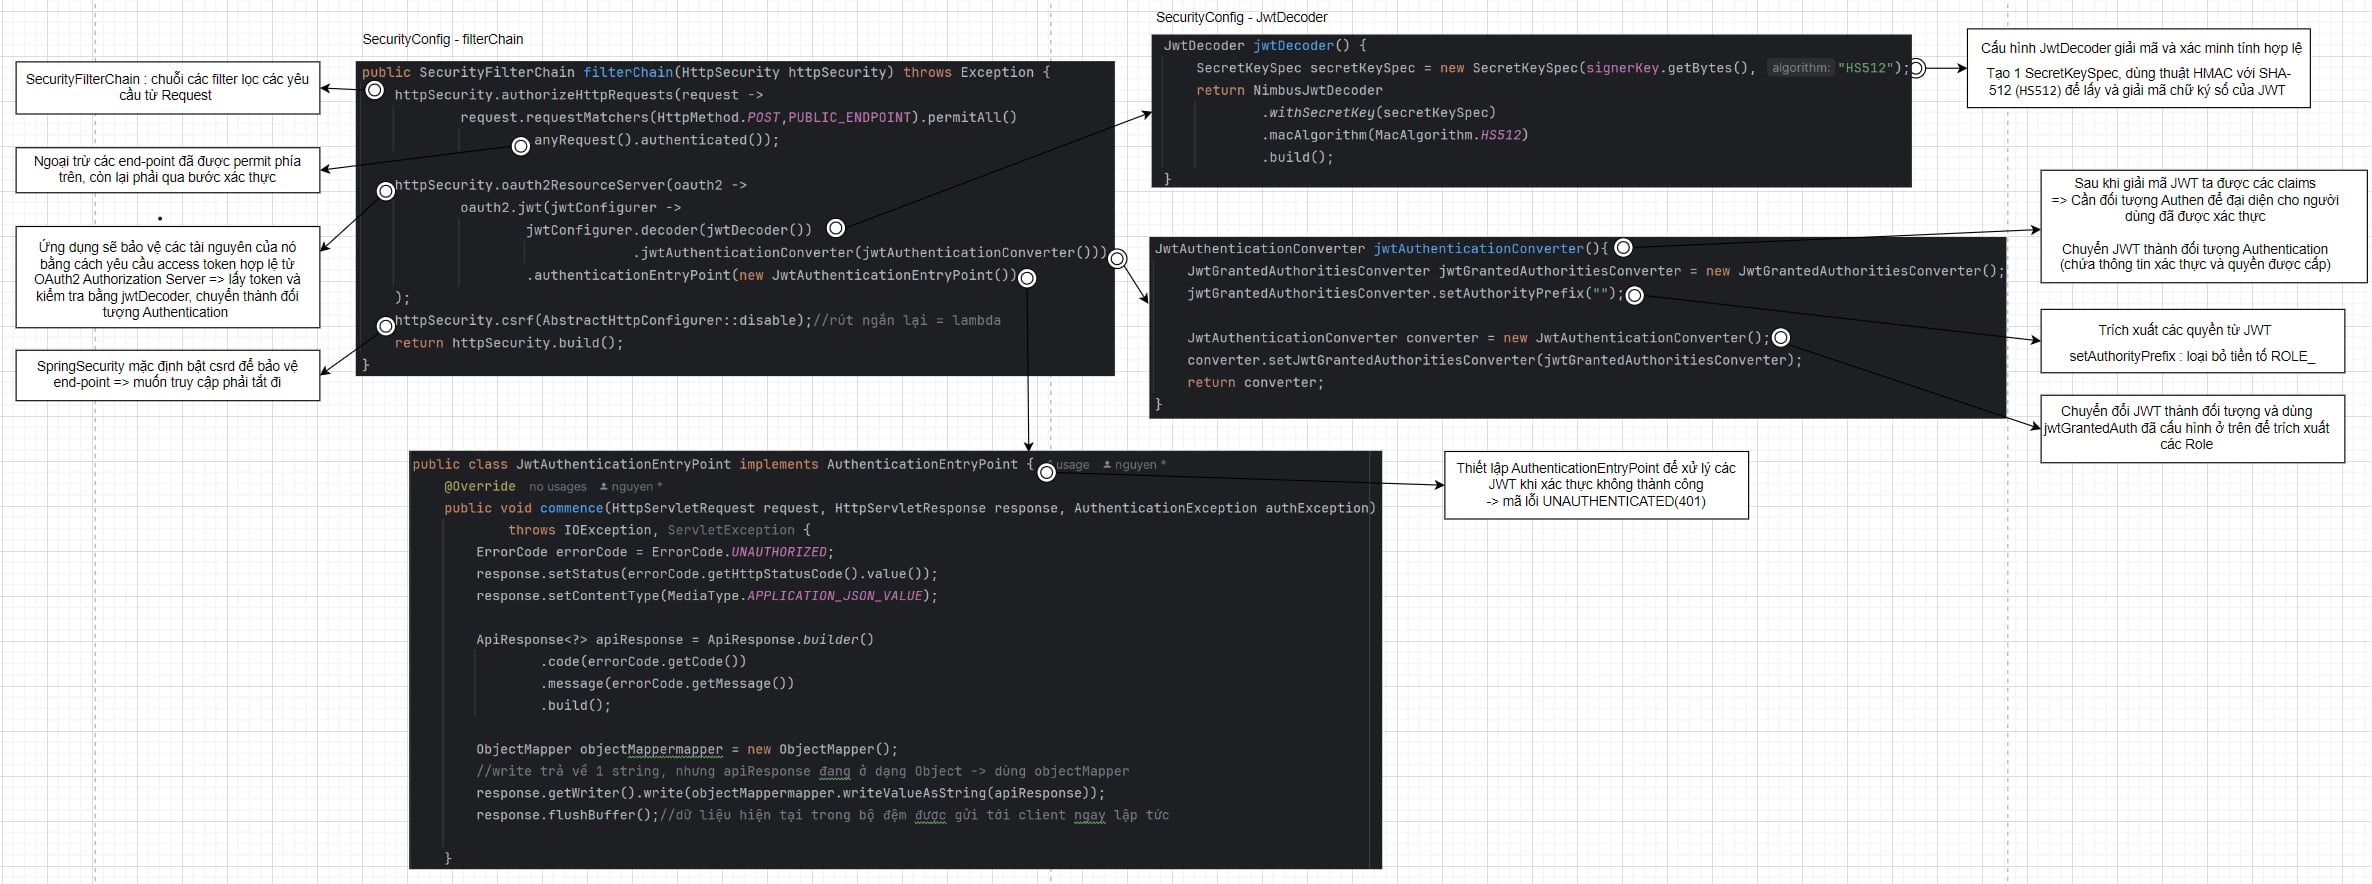 SecurityConfig - filterChain
SecurityFilterChain : chuỗi các filter lọc các yêu
cầu từ Request
Ngoại trừ các end-point đã được permit phía
trên, còn lại phải qua bước xác thực
Ứng dụng sẽ bảo vệ các tài nguyên của nó
bằng cách yêu cầu access token hợp lệ từ
OAuth2 Authorization Server => lấy token và
kiểm tra bằng jwtDecoder, chuyển thành đối
tượng Authentication
SpringSecurity mặc định bật csrd để bảo vệ
end-point => muốn truy cập phải tắt đi
public SecurityFilterChain filterChain(HttpSecurity httpSecurity) throws Exception {
httpSecurity.authorizeHttpRequests(request ->
request.requestMatchers(HttpMethod.POST,PUBLIC_ENDPOINT).permitAll()
anyRequest().authenticated());
httpSecurity.oauth2ResourceServer(oauth2 ->
oauth2.jwt(jwtConfigurer ->
jwtConfigurer.decoder(jwtDecoder())
.jwtAuthenticationConverter(jwtAuthenticationConverter()))
.authenticationEntryPoint(new JwtAuthenticationEntryPoint())
);
httpSecurity.csrf(AbstractHttpConfigurer::disable);//rút ngắn lại = lambda
return httpSecurity.build();
}
SecurityConfig - JwtDecoder
JwtDecoder jwtDecoder() {
SecretKeySpec secretKeySpec = new SecretKeySpec(signerKey.getBytes(), algorithm: "HS512");
return NimbusJwtDecoder
.withSecretKey(secretKeySpec)
.macAlgorithm(MacAlgorithm.HS512)
.build();
}
Cấu hình JwtDecoder giải mã và xác minh tính hợp lệ
Tạo 1 SecretKeySpec, dùng thuật HMAC với SHA-
512 (HS512) để lấy và giải mã chữ ký số của JWT
JwtAuthenticationConverter jwtAuthenticationConverter(){
JwtGrantedAuthoritiesConverter jwtGrantedAuthoritiesConverter = new JwtGrantedAuthoritiesConverter();
jwtGrantedAuthoritiesConverter.setAuthorityPrefix("");
JwtAuthenticationConverter converter = new JwtAuthenticationConverter();
converter.setJwtGrantedAuthoritiesConverter(jwtGrantedAuthoritiesConverter);
return converter;
}
Sau khi giải mã JWT ta được các claims
=> Cần đối tượng Authen để đại diện cho người
dùng đã được xác thực
Chuyển JWT thành đối tượng Authentication
(chứa thông tin xác thực và quyền được cấp)
Trích xuất các quyền từ JWT
setAuthorityPrefix : loại bỏ tiền tố ROLE_
Chuyển đổi JWT thành đối tượng và dùng
jwtGrantedAuth đã cấu hình ở trên để trích xuất
các Role
public class JwtAuthenticationEntryPoint implements AuthenticationEntryPoint { usage nguyen *
@Override no usages nguyen *
public void commence(HttpServletRequest request, HttpServletResponse response, AuthenticationException authException)
throws IOException, ServletException {
ErrorCode errorCode = ErrorCode.UNAUTHORIZED;
response.setStatus(errorCode.getHttpStatusCode().value());
response.setContentType(MediaType.APPLICATION_JSON_VALUE);
ApiResponse<?> apiResponse = ApiResponse.builder()
.code(errorCode.getCode())
.message(errorCode.getMessage())
.build();
ObjectMapper objectMappermapper = new ObjectMapper();
//write trả về 1 string, nhưng apiResponse đang ở dạng Object -> dùng objectMapper
response.getWriter().write(objectMappermapper.writeValueAsString(apiResponse));
response.flushBuffer();//dữ liệu hiện tại trong bộ đệm được gửi tới client ngay lập tức
}
Thiết lập AuthenticationEntryPoint để xử lý các
JWT khi xác thực không thành công
-> mã lỗi UNAUTHENTICATED(401)